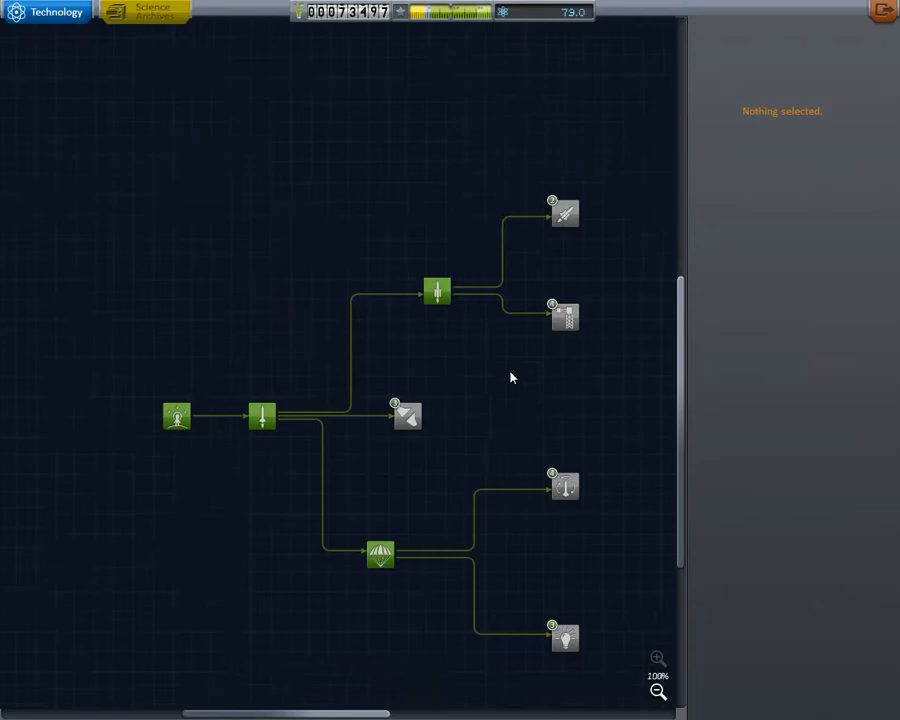 Technology
Science
Archives
00073497
73.0
Nothing selected.
2
4
3
4
3
100%